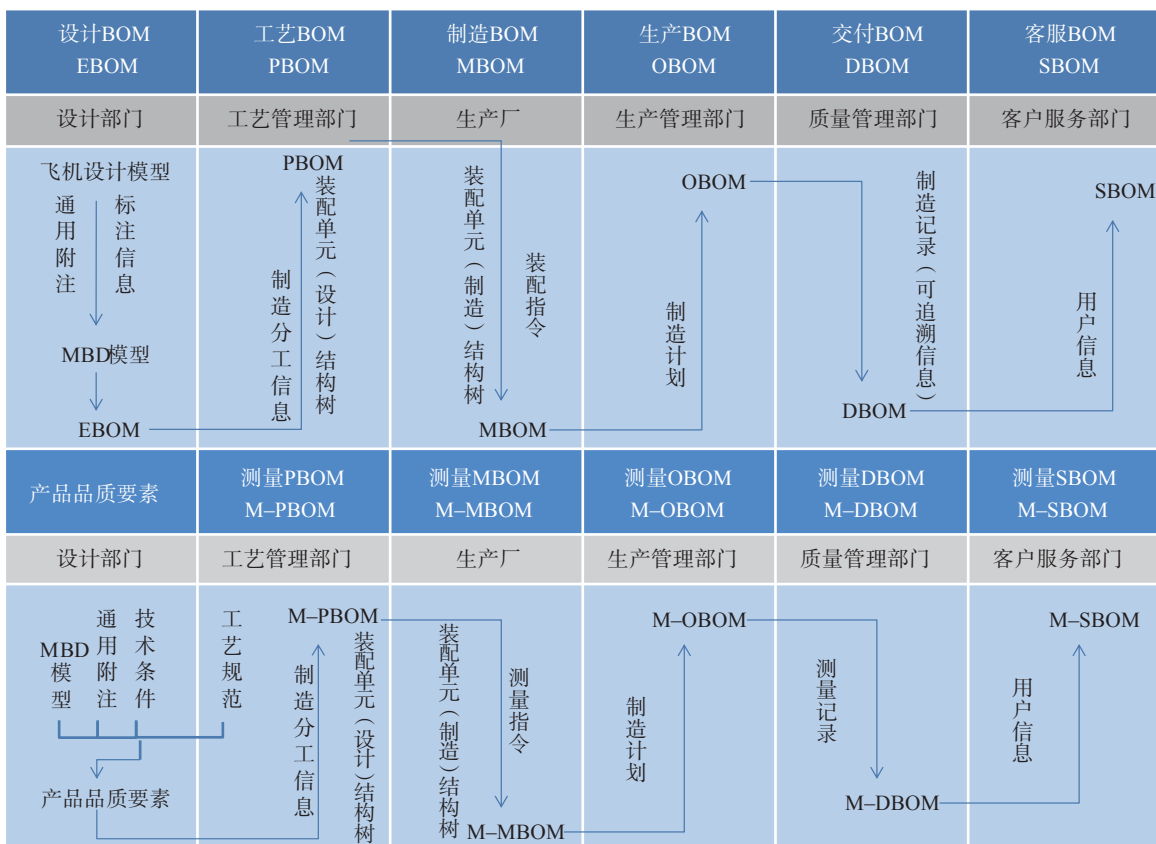 设计BOM
EBOM
工艺BOM
PBOM
制造BOM
MBOM
生产BOM
OBOM
交付BOM
DBOM
客服BOM
SBOM
设计部门
工艺管理部门
生产厂
生产管理部门
质量管理部门
客户服务部门
飞机设计模型
通用附注
标注信息
MBD模型
EBOM
PBOM
制造分工信息
装配单元(设计)结构树
装配单元(制造)结构树
装配指令
MBOM
OBOM
制造计划
制造记录(可追溯信息)
DBOM
SBOM
用户信息
产品品质要素
测量PBOM
M–PBOM
测量MBOM
M–MBOM
测量OBOM
M–OBOM
测量DBOM
M–DBOM
测量SBOM
M–SBOM
设计部门
工艺管理部门
生产厂
生产管理部门
质量管理部门
客户服务部门
MBD
模型
通用附注
技术条件
工艺规范
产品品质要素
M–PBOM
制造分工信息
装配单元(设计)结构树
装配单元(制造)结构树
测量指令
M–MBOM
M–OBOM
制造计划
测量记录
M–DBOM
M–SBOM
用户信息